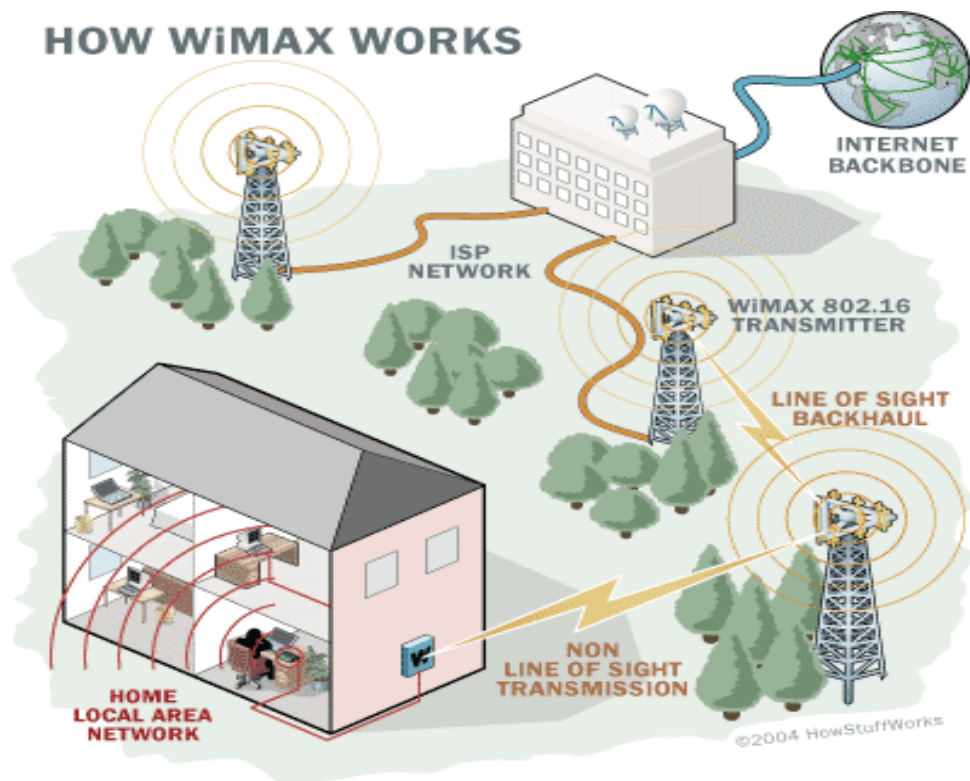 HOW WiMAX WORKS
INTERNET
BACKBONE
ISP
NETWORK
WiMAX 802.16
TRANSMITTER
LINE OF SIGHT
BACKHAUL
NON
LINE OF SIGHT
TRANSMISSION
HOME
LOCAL AREA
NETWORK
©2004 HowStuffWorks